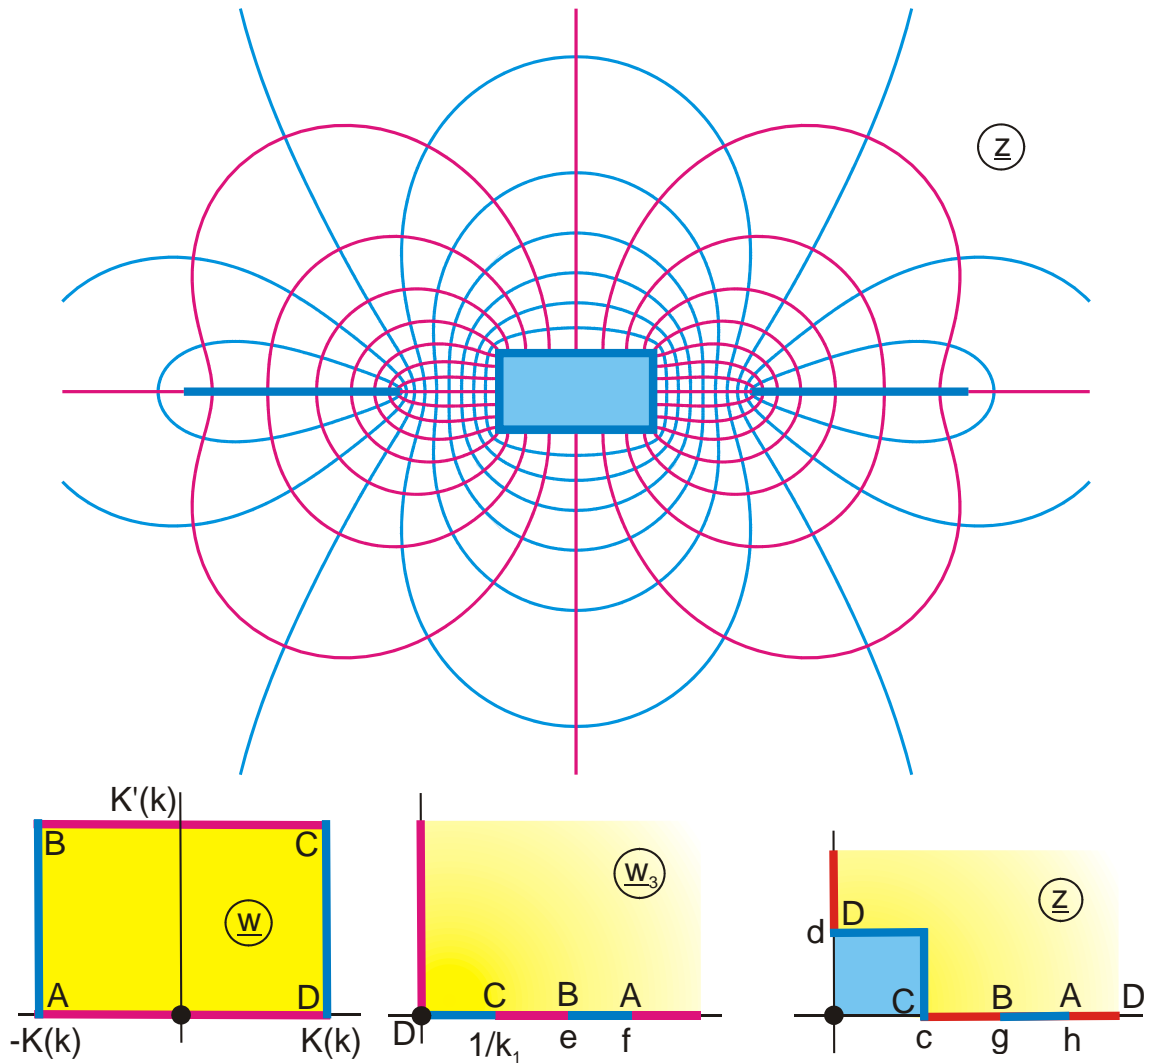 z
K'(k)
B C
w
A D
-K(k) K(k)
w₃
C B A
D
1/k₁ e f
z
D
d
C B A D
c g h